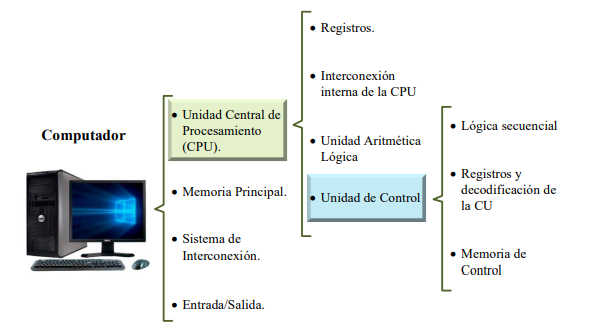 Computador
• Unidad Central de
Procesamiento
(CPU).
• Memoria Principal.
• Sistema de
Interconexión.
• Entrada/Salida.
• Registros.
• Interconexión
interna de la CPU
• Unidad Aritmética
Lógica
• Unidad de Control
• Lógica secuencial
• Registros y
decodificación de
la CU
• Memoria de
Control